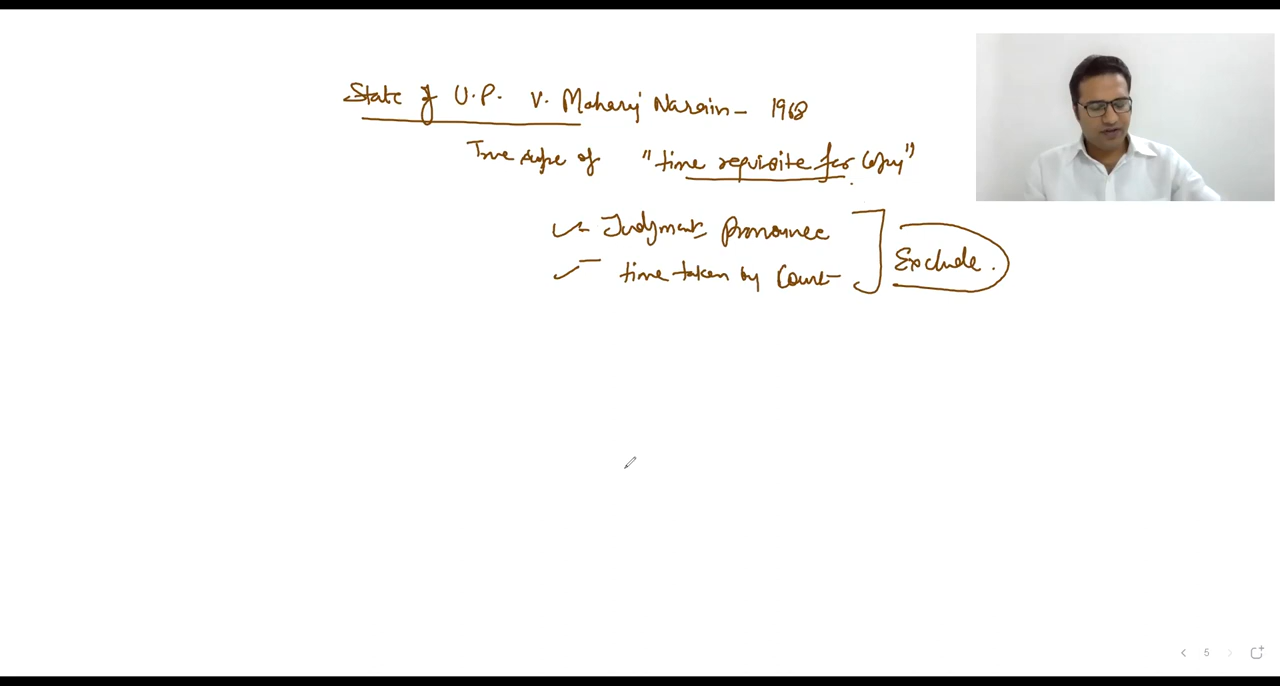 State of U.P. v. Maharaj Narain - 1968
True scope of "time requisite for Copy"
- Judgment pronounce
- time taken by Court
Exclude.
5